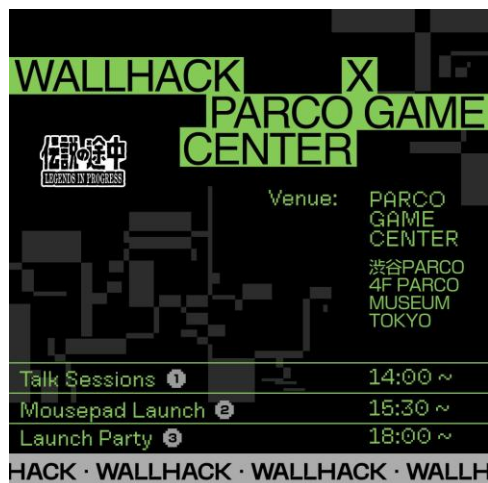 WALLHACK X
PARCO GAME
CENTER
伝説の途中
LEGENDS IN PROGRESS
Venue: PARCO
GAME
CENTER
渋谷PARCO
4F PARCO
MUSEUM
TOKYO
Talk Sessions 1 14:00 ~
Mousepad Launch 2 15:30 ~
Launch Party 3 18:00 ~
HACK · WALLHACK · WALLHACK · WALLH